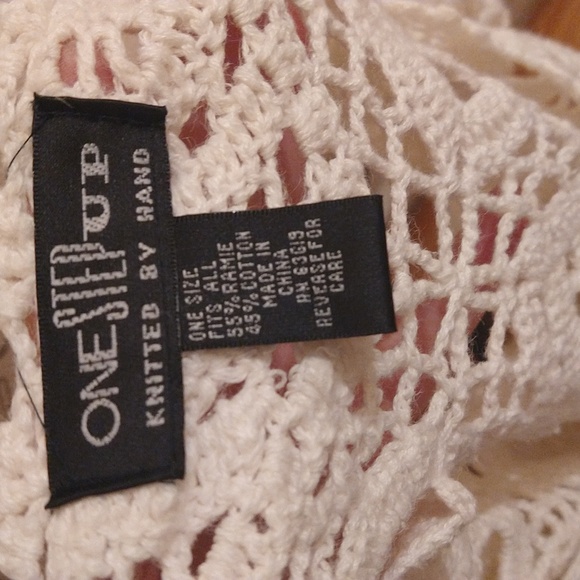 ONE STEP UP
KNITTED BY HAND
ONE SIZE
FITS ALL
55% RAMIE
45% COTTON
MADE IN
CHINA
RN 63619
REVERSE FOR
CARE